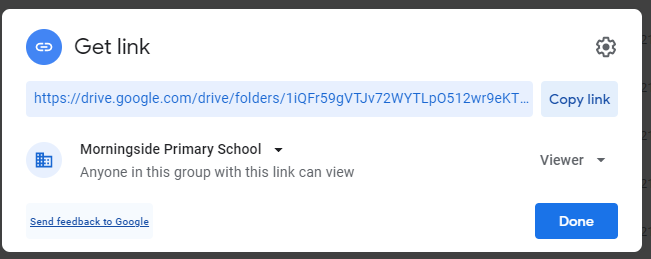 Get link
https://drive.google.com/drive/folders/1iQFr59gVTJv72WYTLpO512wr9eKT...
Copy link
Morningside Primary School
Anyone in this group with this link can view
Viewer
Send feedback to Google
Done